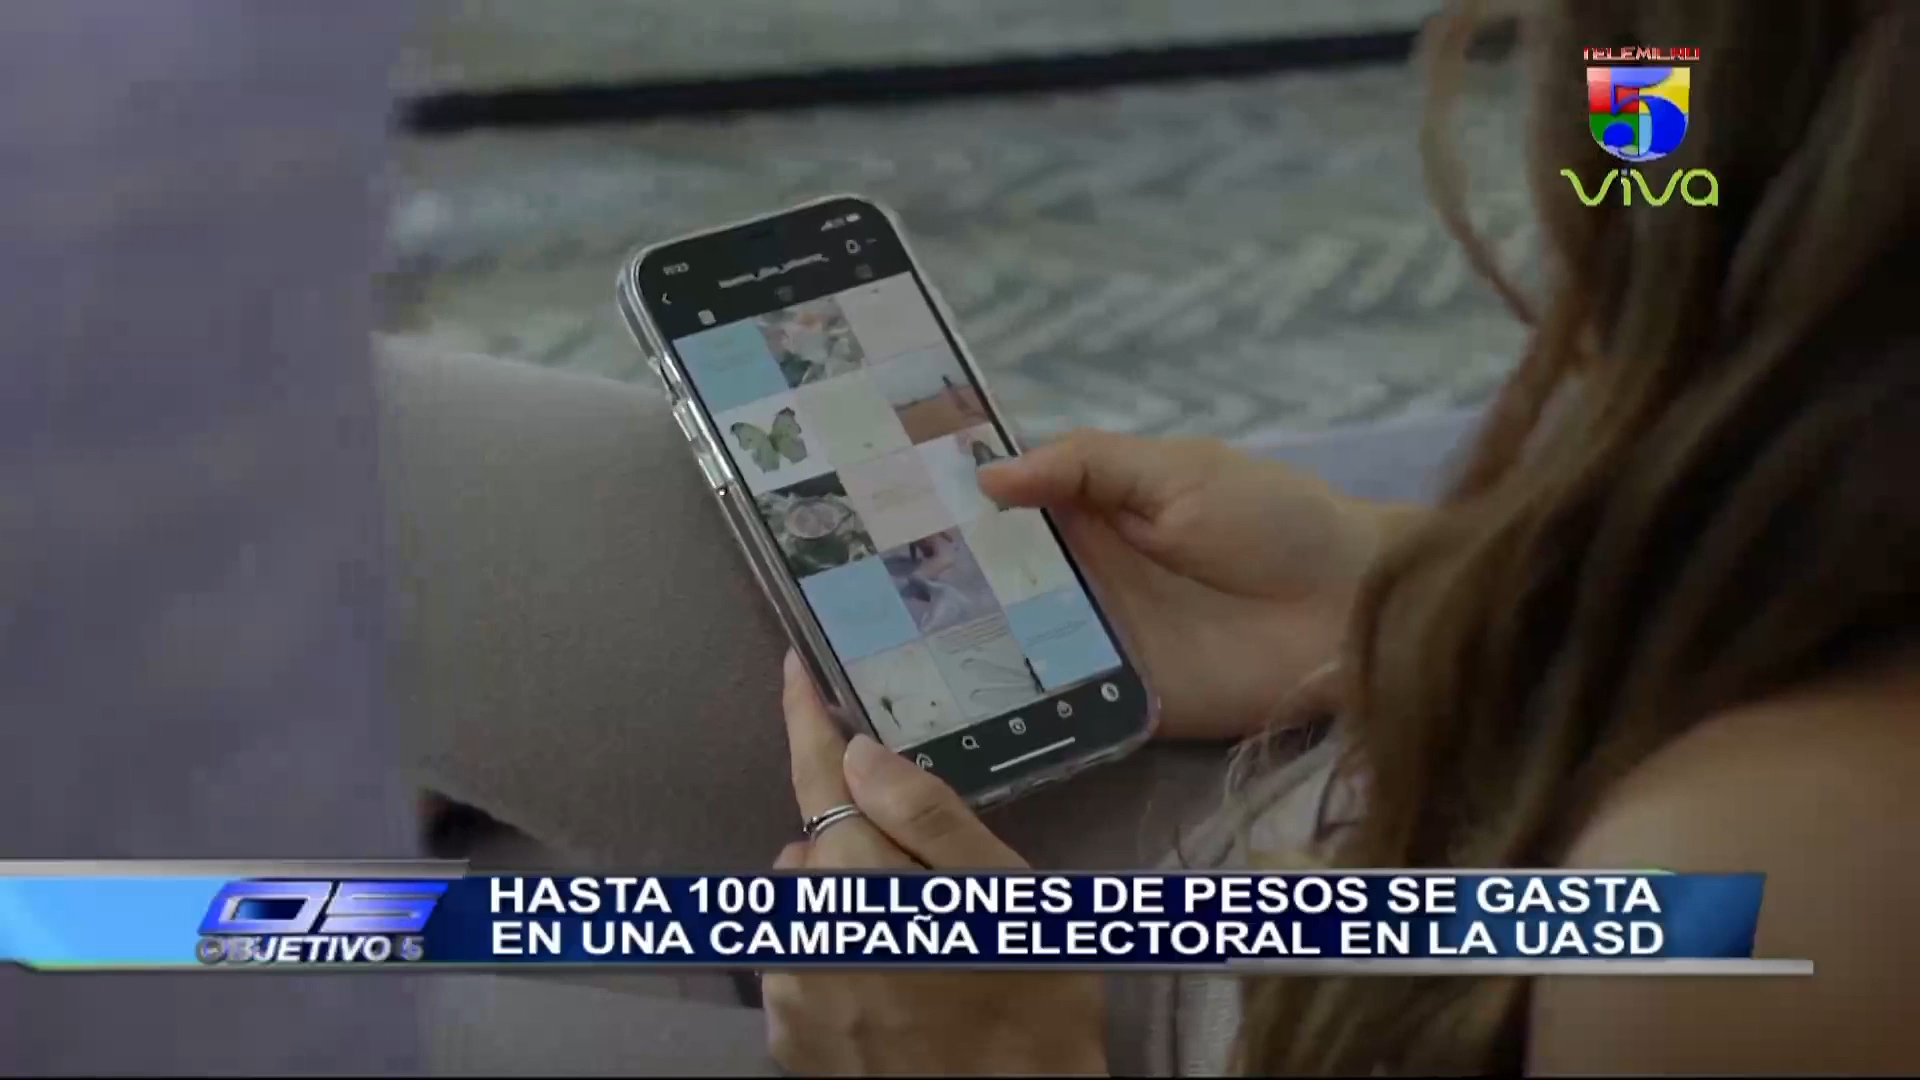 TELEMICRO
5
VIVA
HASTA 100 MILLONES DE PESOS SE GASTA
EN UNA CAMPAÑA ELECTORAL EN LA UASD
O5
OBJETIVO 5